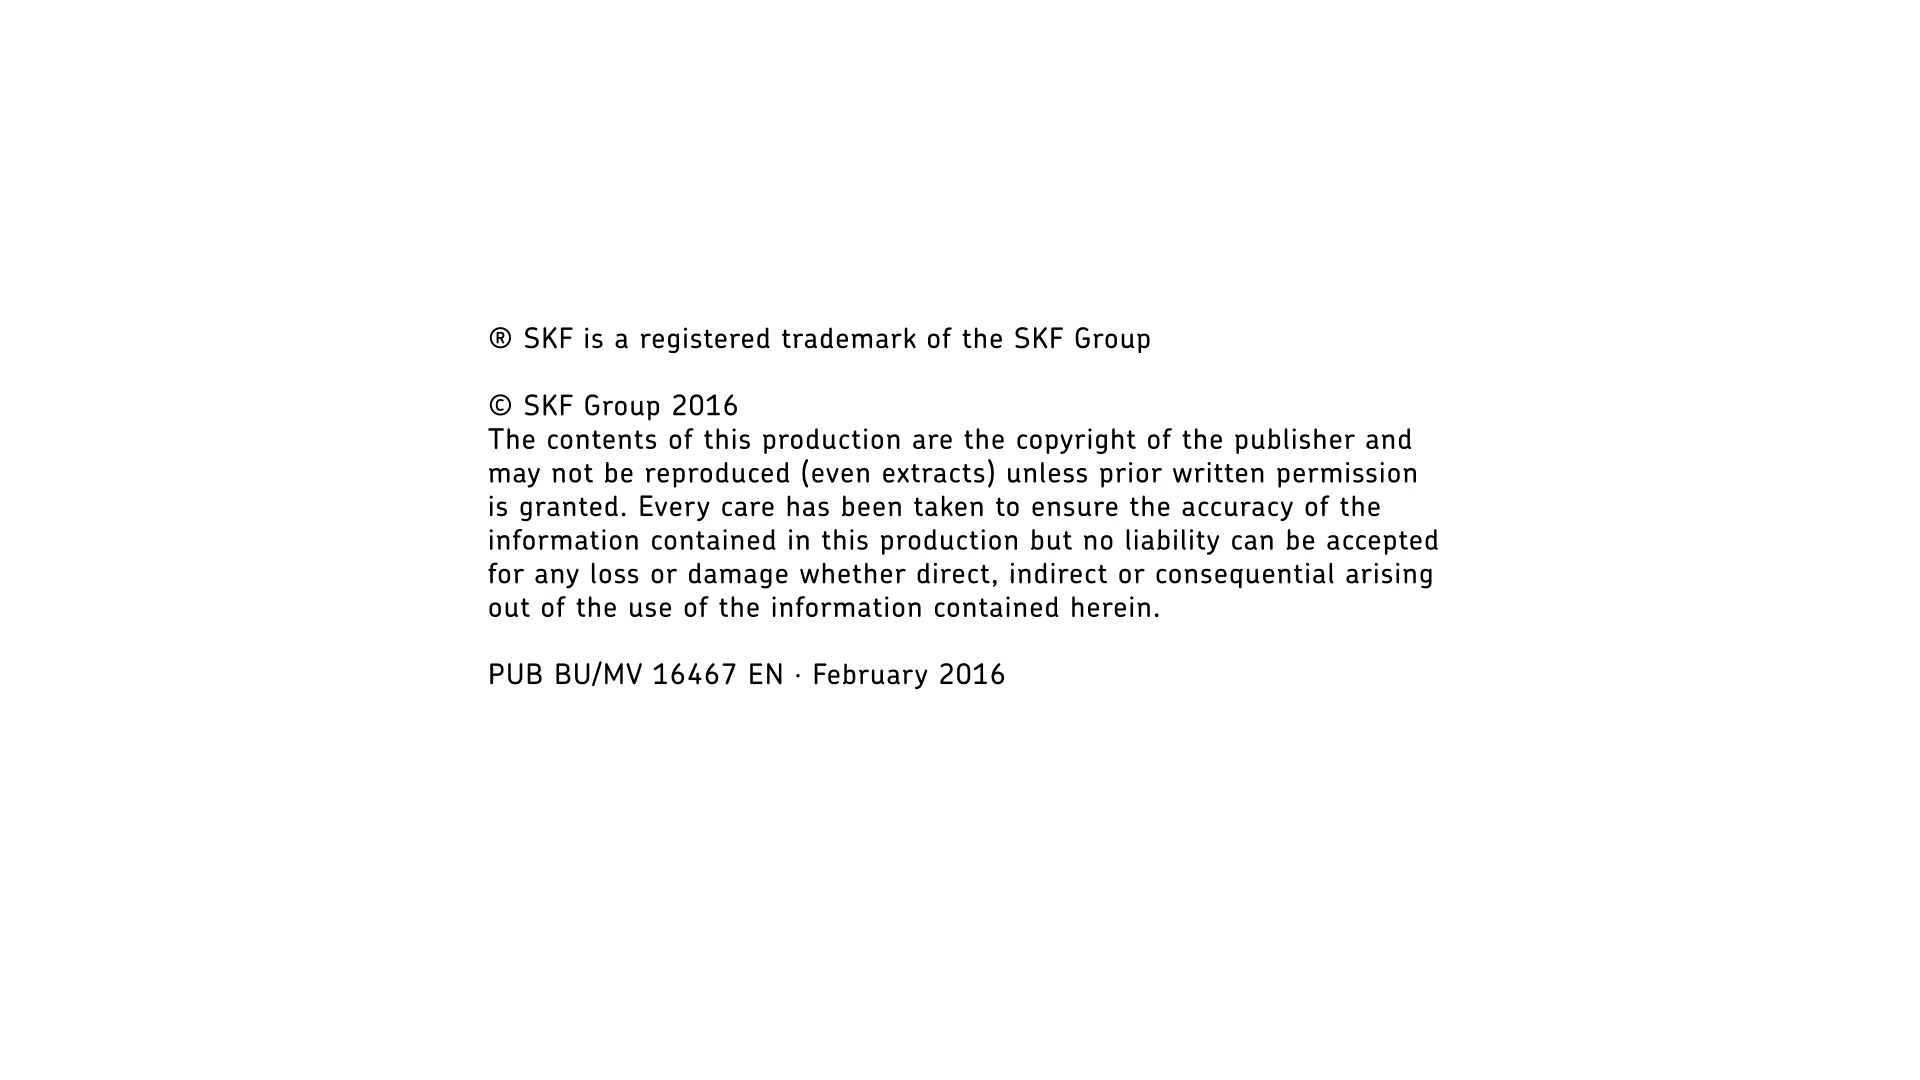 ® SKF is a registered trademark of the SKF Group
© SKF Group 2016
The contents of this production are the copyright of the publisher and
may not be reproduced (even extracts) unless prior written permission
is granted. Every care has been taken to ensure the accuracy of the
information contained in this production but no liability can be accepted
for any loss or damage whether direct, indirect or consequential arising
out of the use of the information contained herein.
PUB BU/MV 16467 EN · February 2016